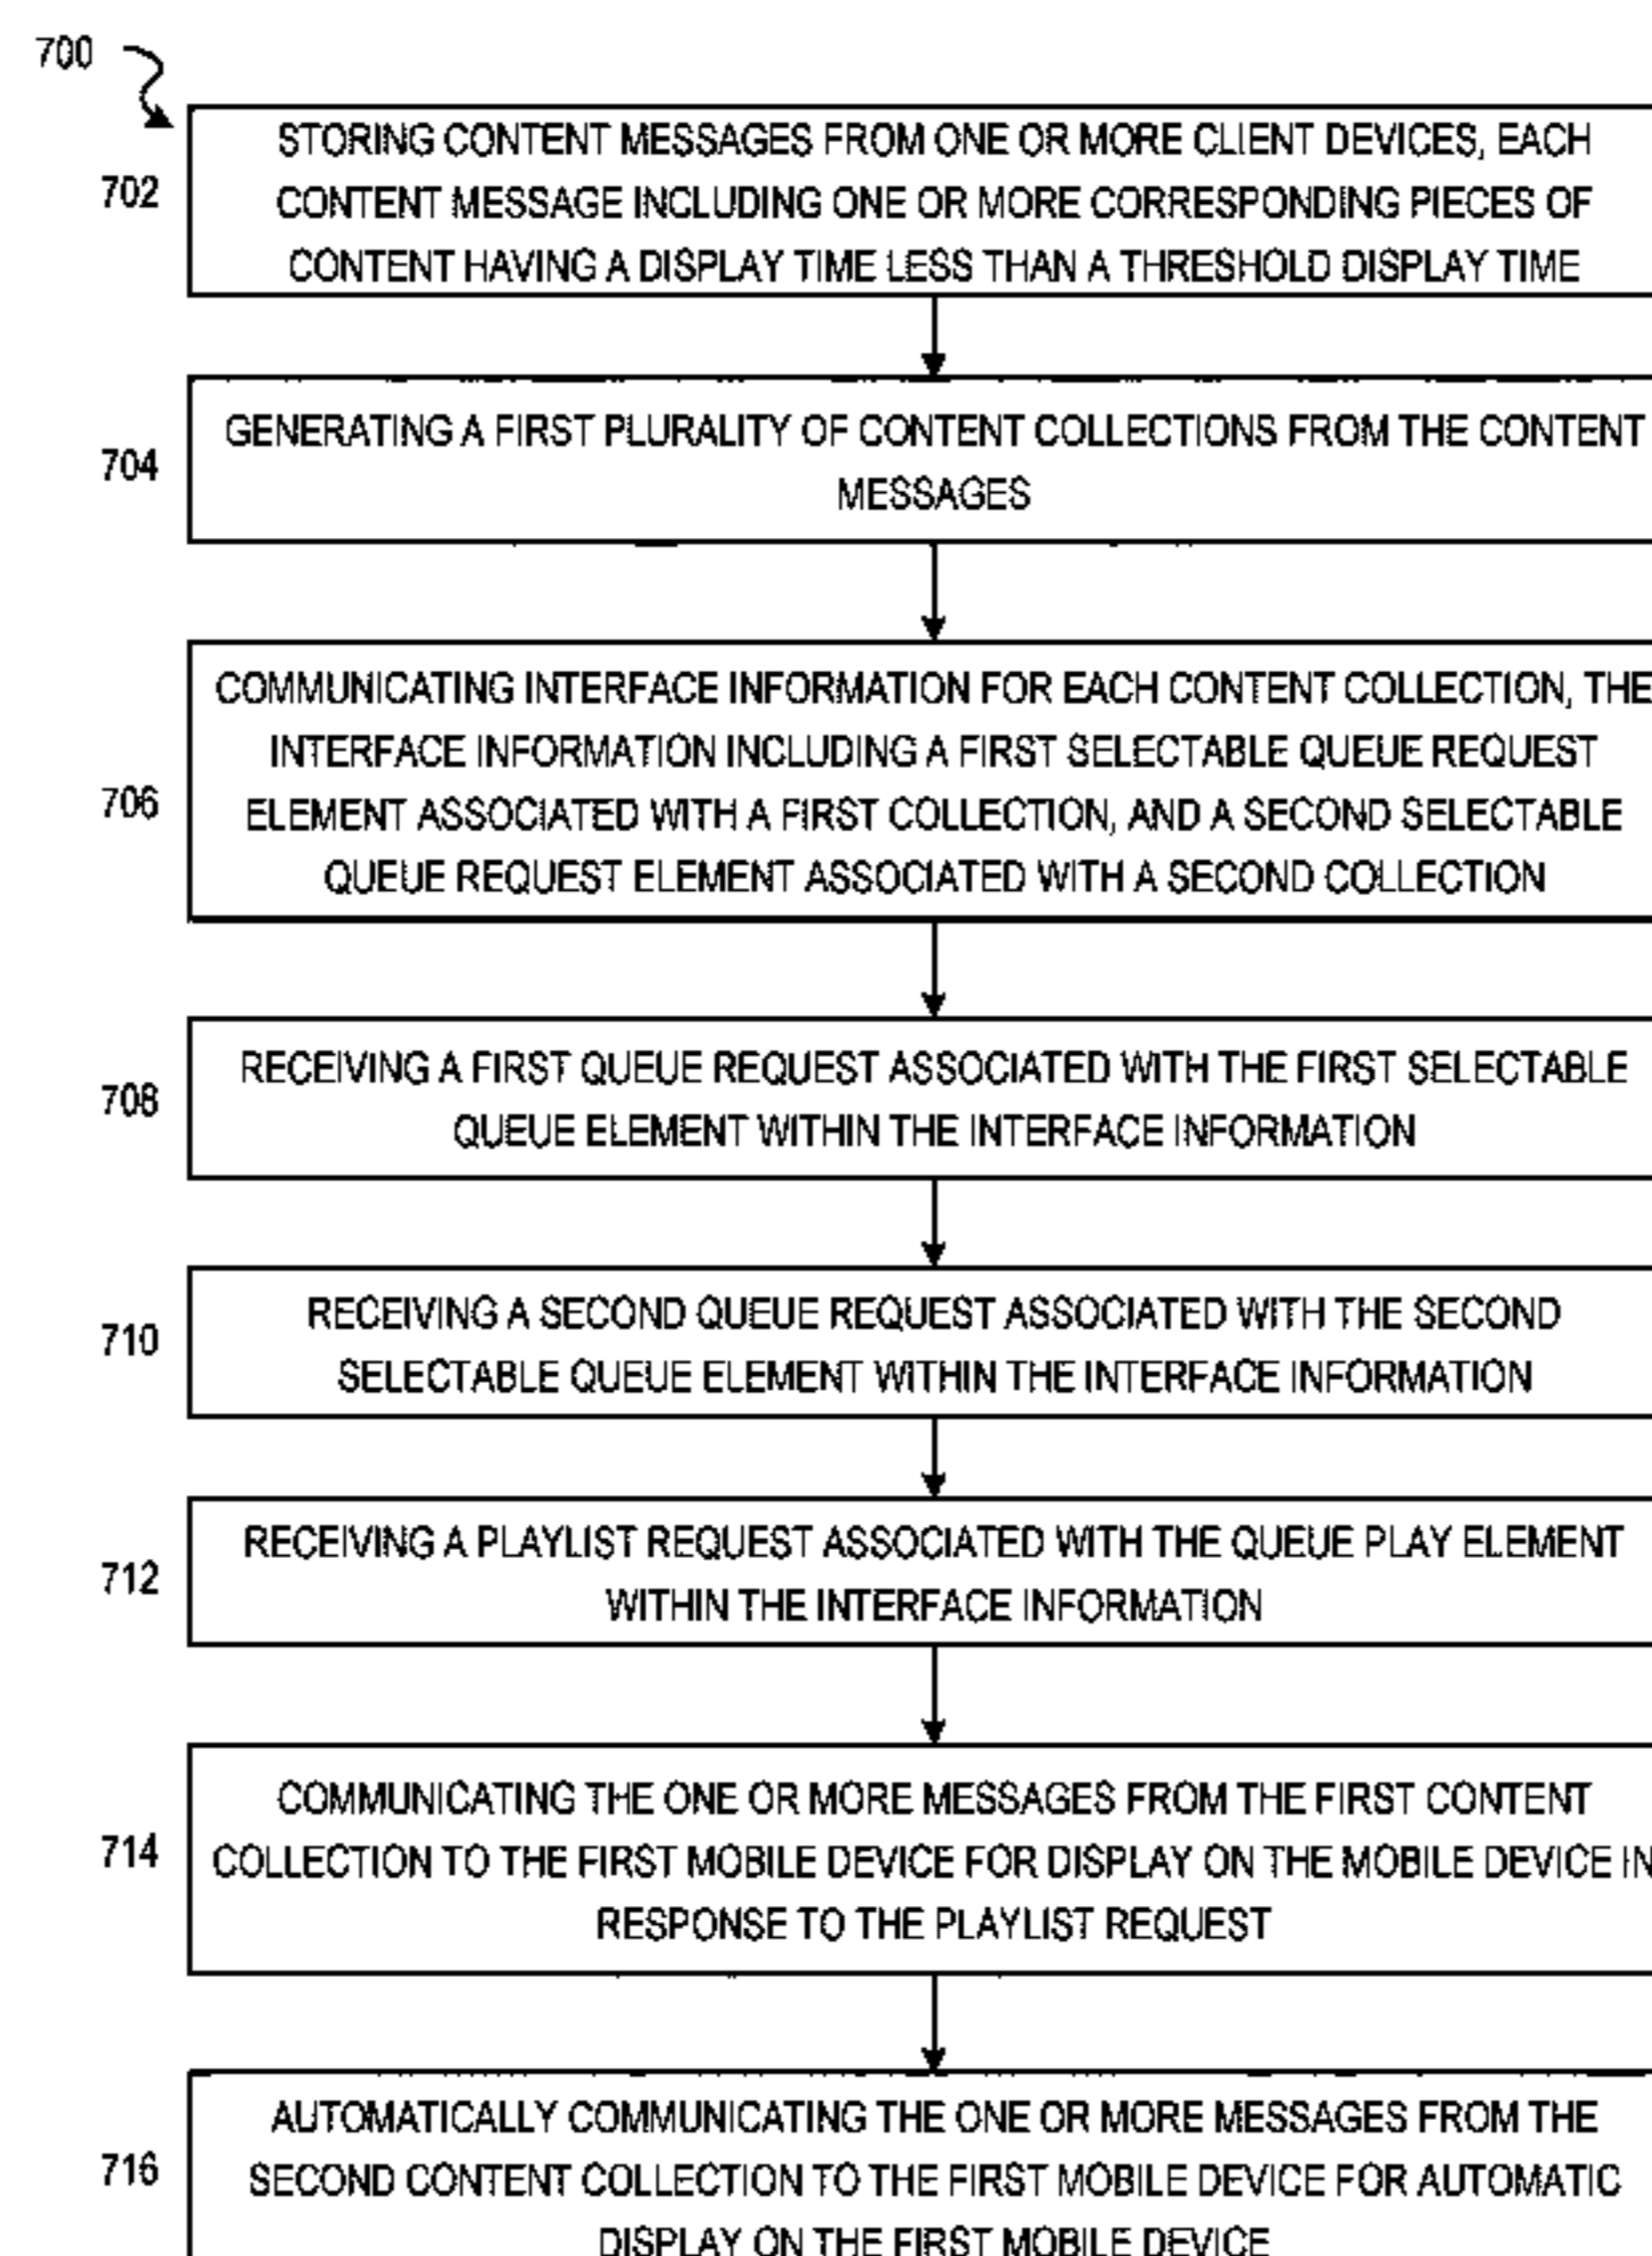 700
702
STORING CONTENT MESSAGES FROM ONE OR MORE CLIENT DEVICES, EACH
CONTENT MESSAGE INCLUDING ONE OR MORE CORRESPONDING PIECES OF
CONTENT HAVING A DISPLAY TIME LESS THAN A THRESHOLD DISPLAY TIME
704
GENERATING A FIRST PLURALITY OF CONTENT COLLECTIONS FROM THE CONTENT
MESSAGES
706
COMMUNICATING INTERFACE INFORMATION FOR EACH CONTENT COLLECTION, THE
INTERFACE INFORMATION INCLUDING A FIRST SELECTABLE QUEUE REQUEST
ELEMENT ASSOCIATED WITH A FIRST COLLECTION, AND A SECOND SELECTABLE
QUEUE REQUEST ELEMENT ASSOCIATED WITH A SECOND COLLECTION
708
RECEIVING A FIRST QUEUE REQUEST ASSOCIATED WITH THE FIRST SELECTABLE
QUEUE ELEMENT WITHIN THE INTERFACE INFORMATION
710
RECEIVING A SECOND QUEUE REQUEST ASSOCIATED WITH THE SECOND
SELECTABLE QUEUE ELEMENT WITHIN THE INTERFACE INFORMATION
712
RECEIVING A PLAYLIST REQUEST ASSOCIATED WITH THE QUEUE PLAY ELEMENT
WITHIN THE INTERFACE INFORMATION
714
COMMUNICATING THE ONE OR MORE MESSAGES FROM THE FIRST CONTENT
COLLECTION TO THE FIRST MOBILE DEVICE FOR DISPLAY ON THE MOBILE DEVICE IN
RESPONSE TO THE PLAYLIST REQUEST
716
AUTOMATICALLY COMMUNICATING THE ONE OR MORE MESSAGES FROM THE
SECOND CONTENT COLLECTION TO THE FIRST MOBILE DEVICE FOR AUTOMATIC
DISPLAY ON THE FIRST MOBILE DEVICE